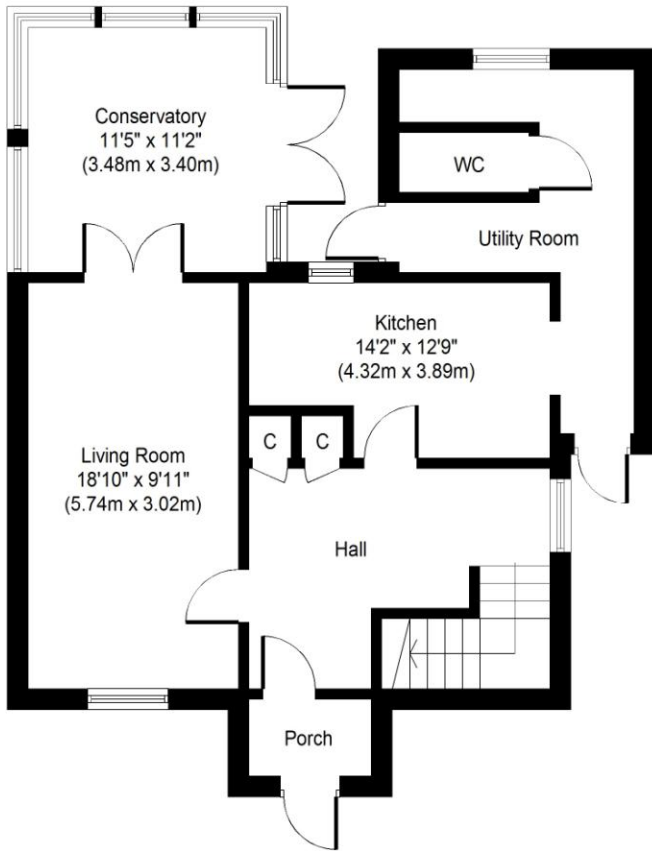 Conservatory
11'5" x 11'2"
(3.48m x 3.40m)
WC
Utility Room
Kitchen
14'2" x 12'9"
(4.32m x 3.89m)
C
C
Living Room
18'10" x 9'11"
(5.74m x 3.02m)
Hall
Porch